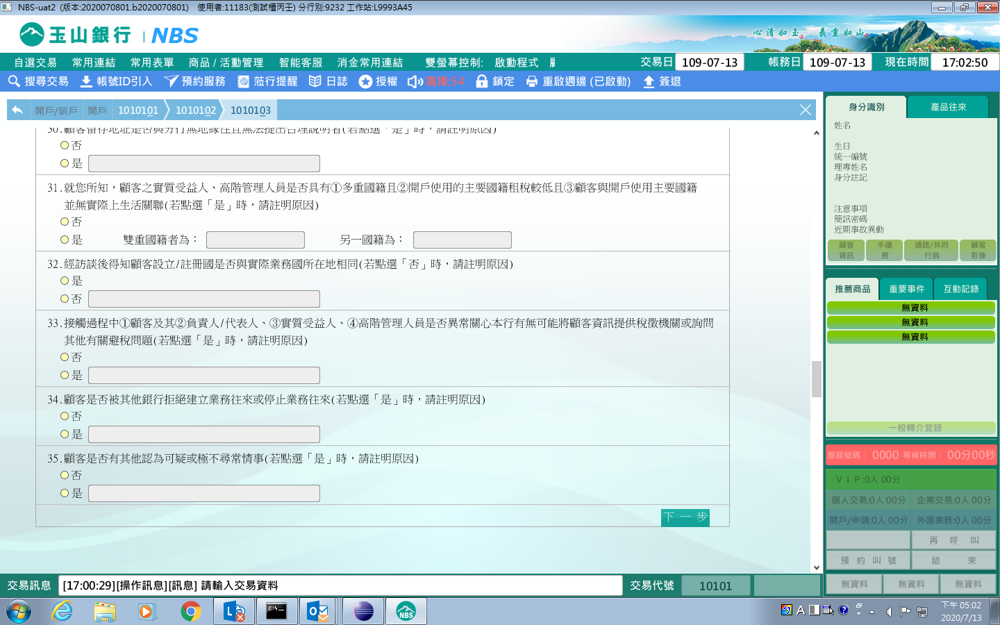 NBS-uat2 (版本:2020070801.b2020070801) 使用者:11183(測試櫃丙壬) 分行別:9232 工作站:L9993A45
玉山銀行 | NBS
心清如玉。 義重如山。
自選交易 常用連結 常用表單 商品/活動管理 智能客服 消金常用連結 雙螢幕控制: 啟動程式
交易日 109-07-13 帳務日 109-07-13 現在時間 17:02:50
搜尋交易 帳號ID引入 預約服務 蒞行提醒 日誌 授權 廣播:54 鎖定 重啟週邊 (已啟動) 簽退
開戶/銷戶 開戶 1010101 1010102 1010103
30.顧客留存地址是否與分行無地緣性且無法提出合理說明者(若點選「是」時，請註明原因)
否
是
31.就您所知，顧客之實質受益人、高階管理人員是否具有①多重國籍且②開戶使用的主要國籍租稅較低且③顧客與開戶使用主要國籍
並無實際上生活關聯(若點選「是」時，請註明原因)
否
是 雙重國籍者為： 另一國籍為：
32.經訪談後得知顧客設立/註冊國是否與實際業務國所在地相同(若點選「否」時，請註明原因)
是
否
33.接觸過程中①顧客及其②負責人/代表人、③實質受益人、④高階管理人員是否異常關心本行有無可能將顧客資訊提供稅徵機關或詢問
其他有關避稅問題(若點選「是」時，請註明原因)
否
是
34.顧客是否被其他銀行拒絕建立業務往來或停止業務往來(若點選「是」時，請註明原因)
否
是
35.顧客是否有其他認為可疑或極不尋常情事(若點選「是」時，請註明原因)
否
是
下一步
身分識別 產品往來
姓名
生日
統一編號
理專姓名
身分註記
注意事項
簡訊密碼
近期事故異動
顧客資訊 手續費 通路/共同行銷 顧客影像
推薦商品 重要事件 互動記錄
無資料
無資料
無資料
一般轉介登錄
服務號碼： 0000 等候時間： 00分00秒
ＶＩＰ:0人 00分
個人交易:0人 00分 企業交易:0人 00分
開戶/申請:0人 00分 外匯業務:0人 00分
再呼叫
預約叫號 結束
無資料 無資料 無資料
交易訊息 [17:00:29][操作訊息][訊息] 請輸入交易資料 交易代號 10101
NBS
下午 05:02
2020/7/13